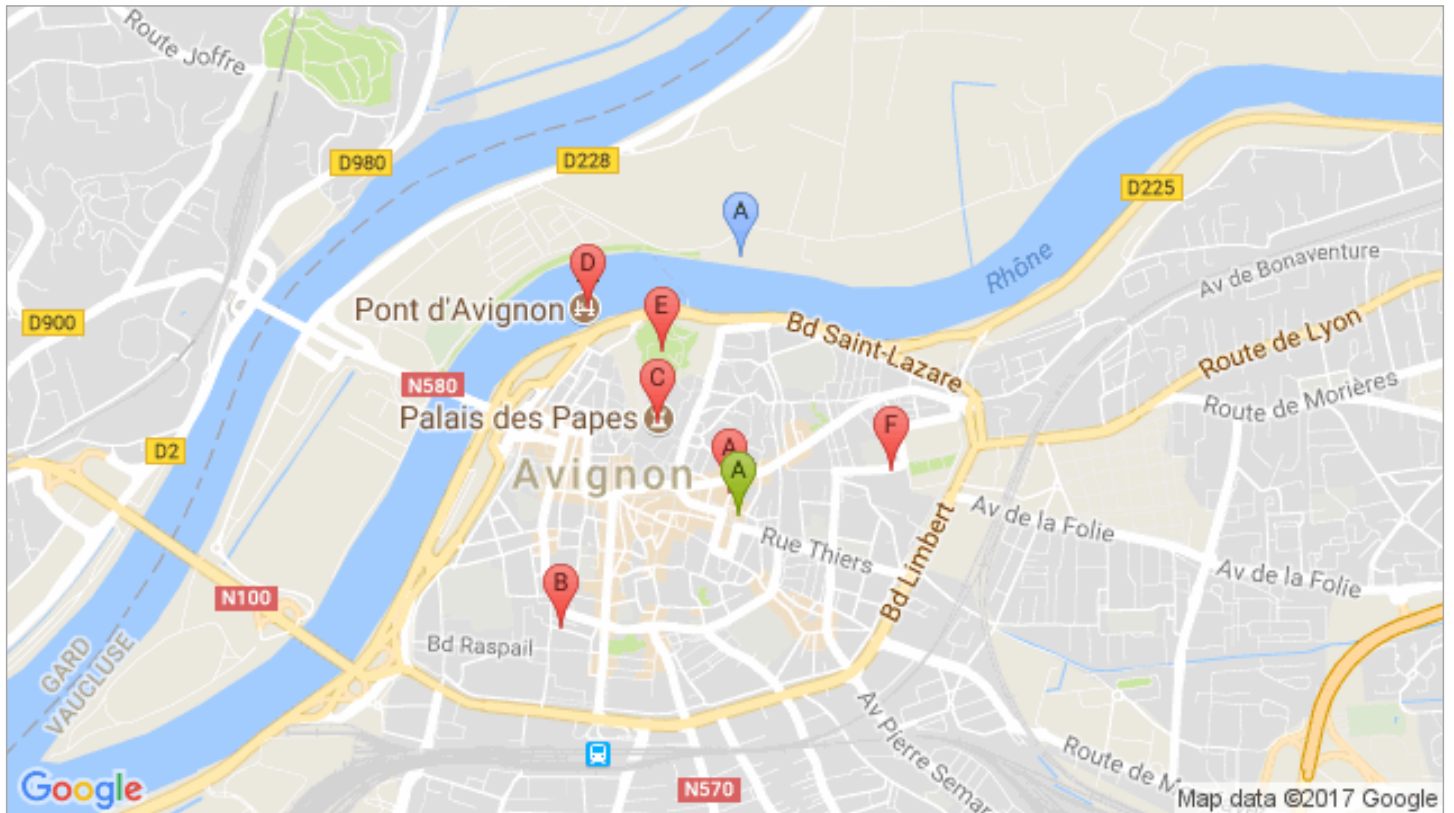 Route Joffre
D980
D228
D225
A
Rhône
Av de Bonaventure
D
Pont d'Avignon
E
D900
Bd Saint-Lazare
Route de Lyon
N580
C
Palais des Papes
Route de Morières
D2
F
A
A
Avignon
Av de la Folie
Rue Thiers
Av de la Folie
B
N100
Bd Limbert
Bd Raspail
GARD
VAUCLUSE
Av Pierre Semar
Route de M
N570
Google
Map data ©2017 Google